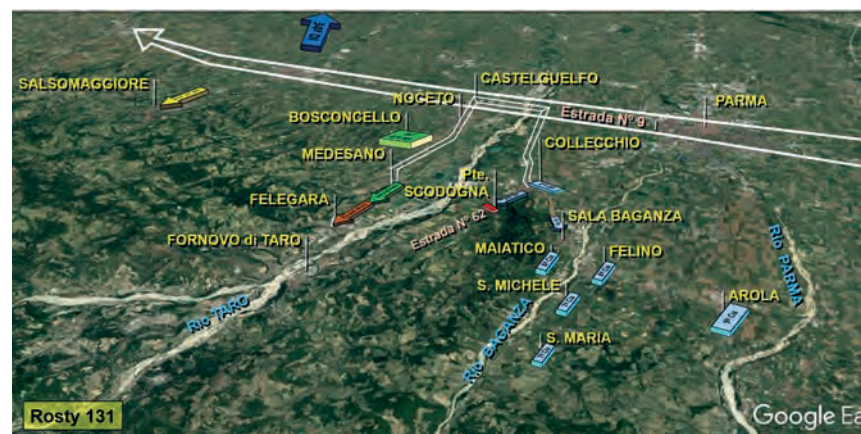 SALSOMAGGIORE
CASTELGUELFO
NOCETO
BOSCONCELLO
MEDESANO
Estrada Nº 9
PARMA
COLLECCHIO
Pte.
SCODOGNA
FELEGARA
Estrada Nº 62
SALA BAGANZA
FORNOVO di TARO
MAIATICO
FELINO
S. MICHELE
Rio PARMA
AROLA
Rio TARO
Rio BAGANZA
S. MARIA
Rosty 131
Google Ea